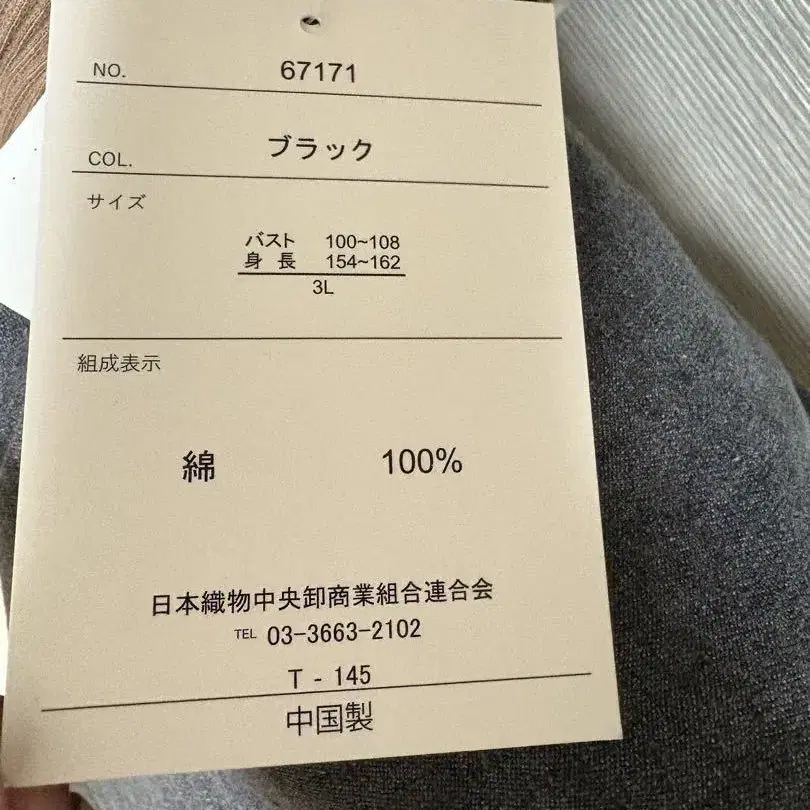 NO. 67171
COL. ブラック
サイズ
バスト 100~108
身長 154~162
3L
組成表示
綿 100%
日本織物中央卸商業組合連合会
TEL 03-3663-2102
T - 145
中国製